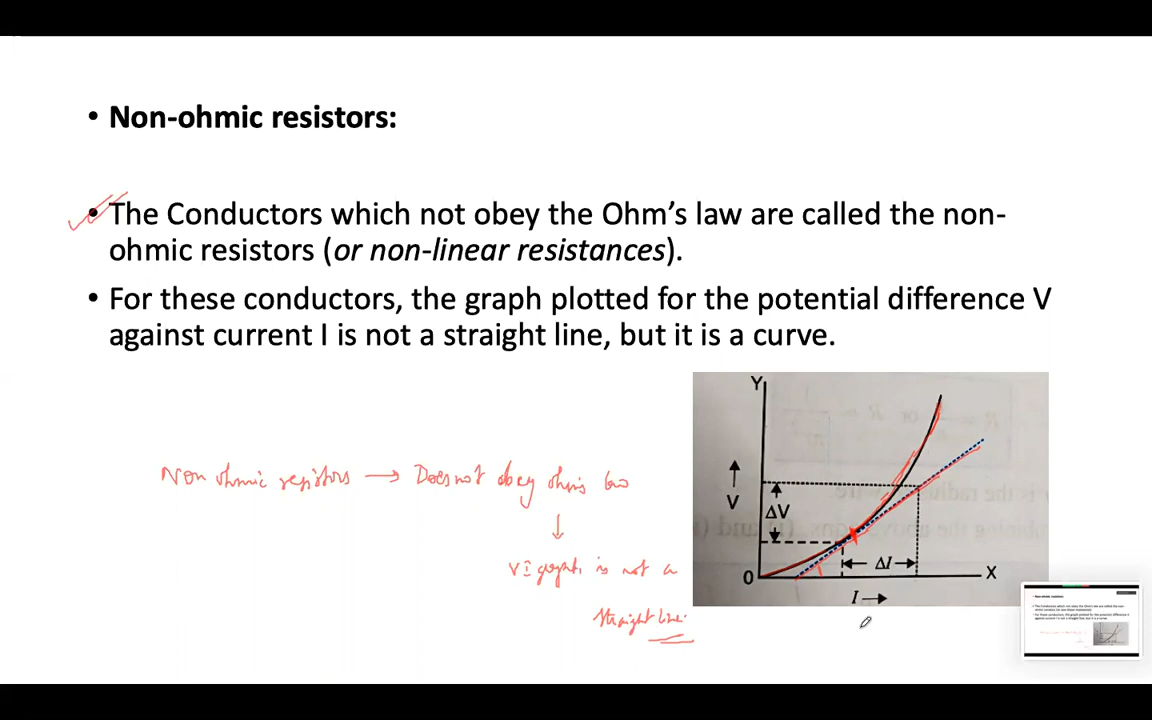 • Non-ohmic resistors:
• The Conductors which not obey the Ohm's law are called the non-
ohmic resistors (or non-linear resistances).
• For these conductors, the graph plotted for the potential difference V
against current I is not a straight line, but it is a curve.
Y
V
ΔV
ΔI
0
X
I
Non ohmic resistors → Does not obey ohms law
↓
VI graph is not a
straight line.